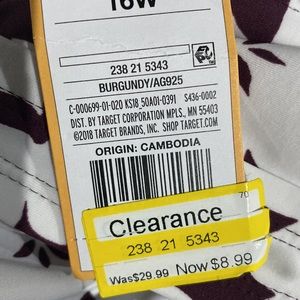 16W
238 21 5343
BURGUNDY/AG925
C-000699-01-020 KS18_50A01-0391 S436-0002
DIST. BY TARGET CORPORATION MPLS, MN 55403
©2018 TARGET BRANDS, INC. SHOP TARGET.COM
ORIGIN: CAMBODIA
70
Clearance
238 21 5343
Was$29.99 Now $8.99